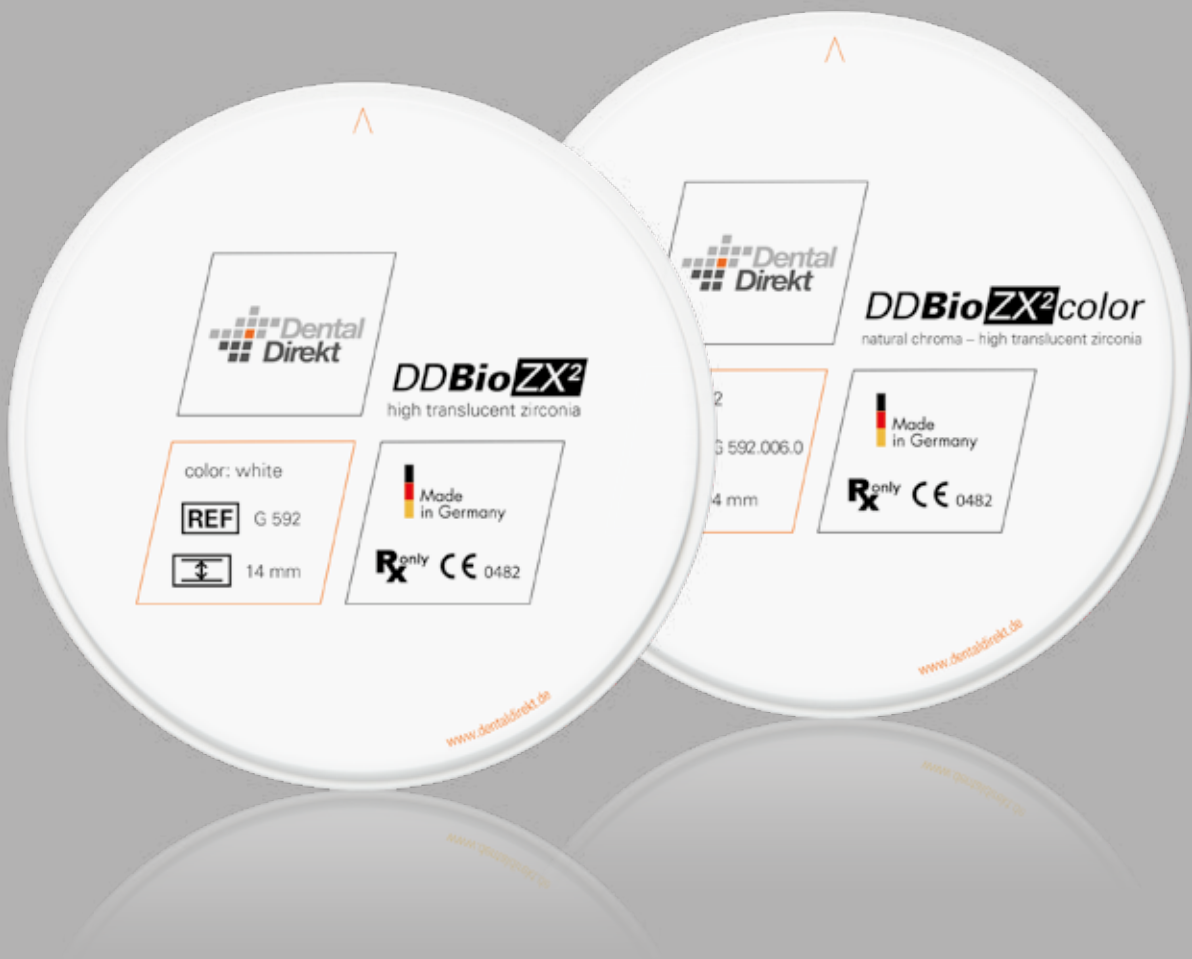 Dental
Direkt
DDBioZX²
high translucent zirconia
color: white
REF G 592
14 mm
Made
in Germany
Rx only CE 0482
www.dentaldirekt.de
Dental
Direkt
DDBioZX²color
natural chroma – high translucent zirconia
2
G 592.006.0
4 mm
Made
in Germany
Rx only CE 0482
www.dentaldirekt.de